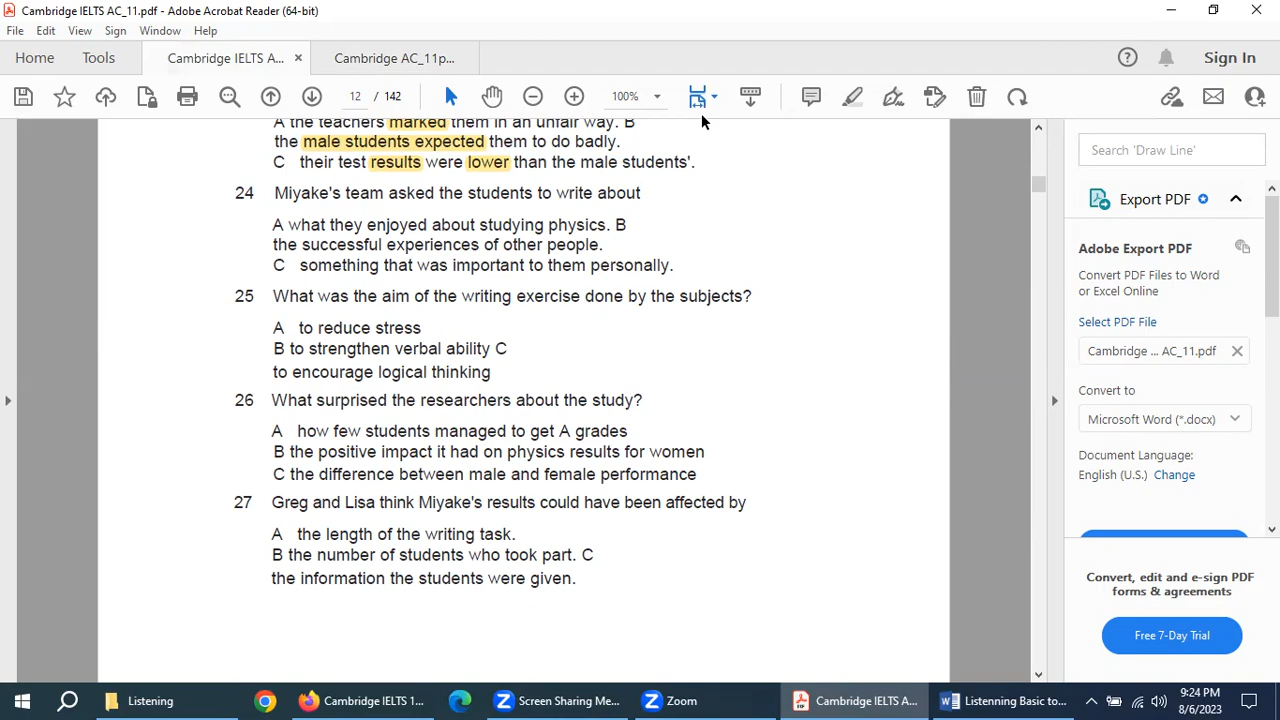 Cambridge IELTS AC_11.pdf - Adobe Acrobat Reader (64-bit)
File Edit View Sign Window Help
Home Tools Cambridge IELTS A... × Cambridge AC_11p... Sign In
12 / 142 100%
Search 'Draw Line'
A the teachers marked them in an unfair way. B
the male students expected them to do badly.
C their test results were lower than the male students'.
24 Miyake's team asked the students to write about
A what they enjoyed about studying physics. B
the successful experiences of other people.
C something that was important to them personally.
25 What was the aim of the writing exercise done by the subjects?
A to reduce stress
B to strengthen verbal ability C
to encourage logical thinking
26 What surprised the researchers about the study?
A how few students managed to get A grades
B the positive impact it had on physics results for women
C the difference between male and female performance
27 Greg and Lisa think Miyake's results could have been affected by
A the length of the writing task.
B the number of students who took part. C
the information the students were given.
Export PDF
Adobe Export PDF
Convert PDF Files to Word
or Excel Online
Select PDF File
Cambridge ... AC_11.pdf
Convert to
Microsoft Word (*.docx)
Document Language:
English (U.S.) Change
Convert, edit and e-sign PDF
forms & agreements
Free 7-Day Trial
Listening Cambridge IELTS 1... Screen Sharing Me... Zoom Cambridge IELTS A... Listenning Basic to...
9:24 PM
8/6/2023